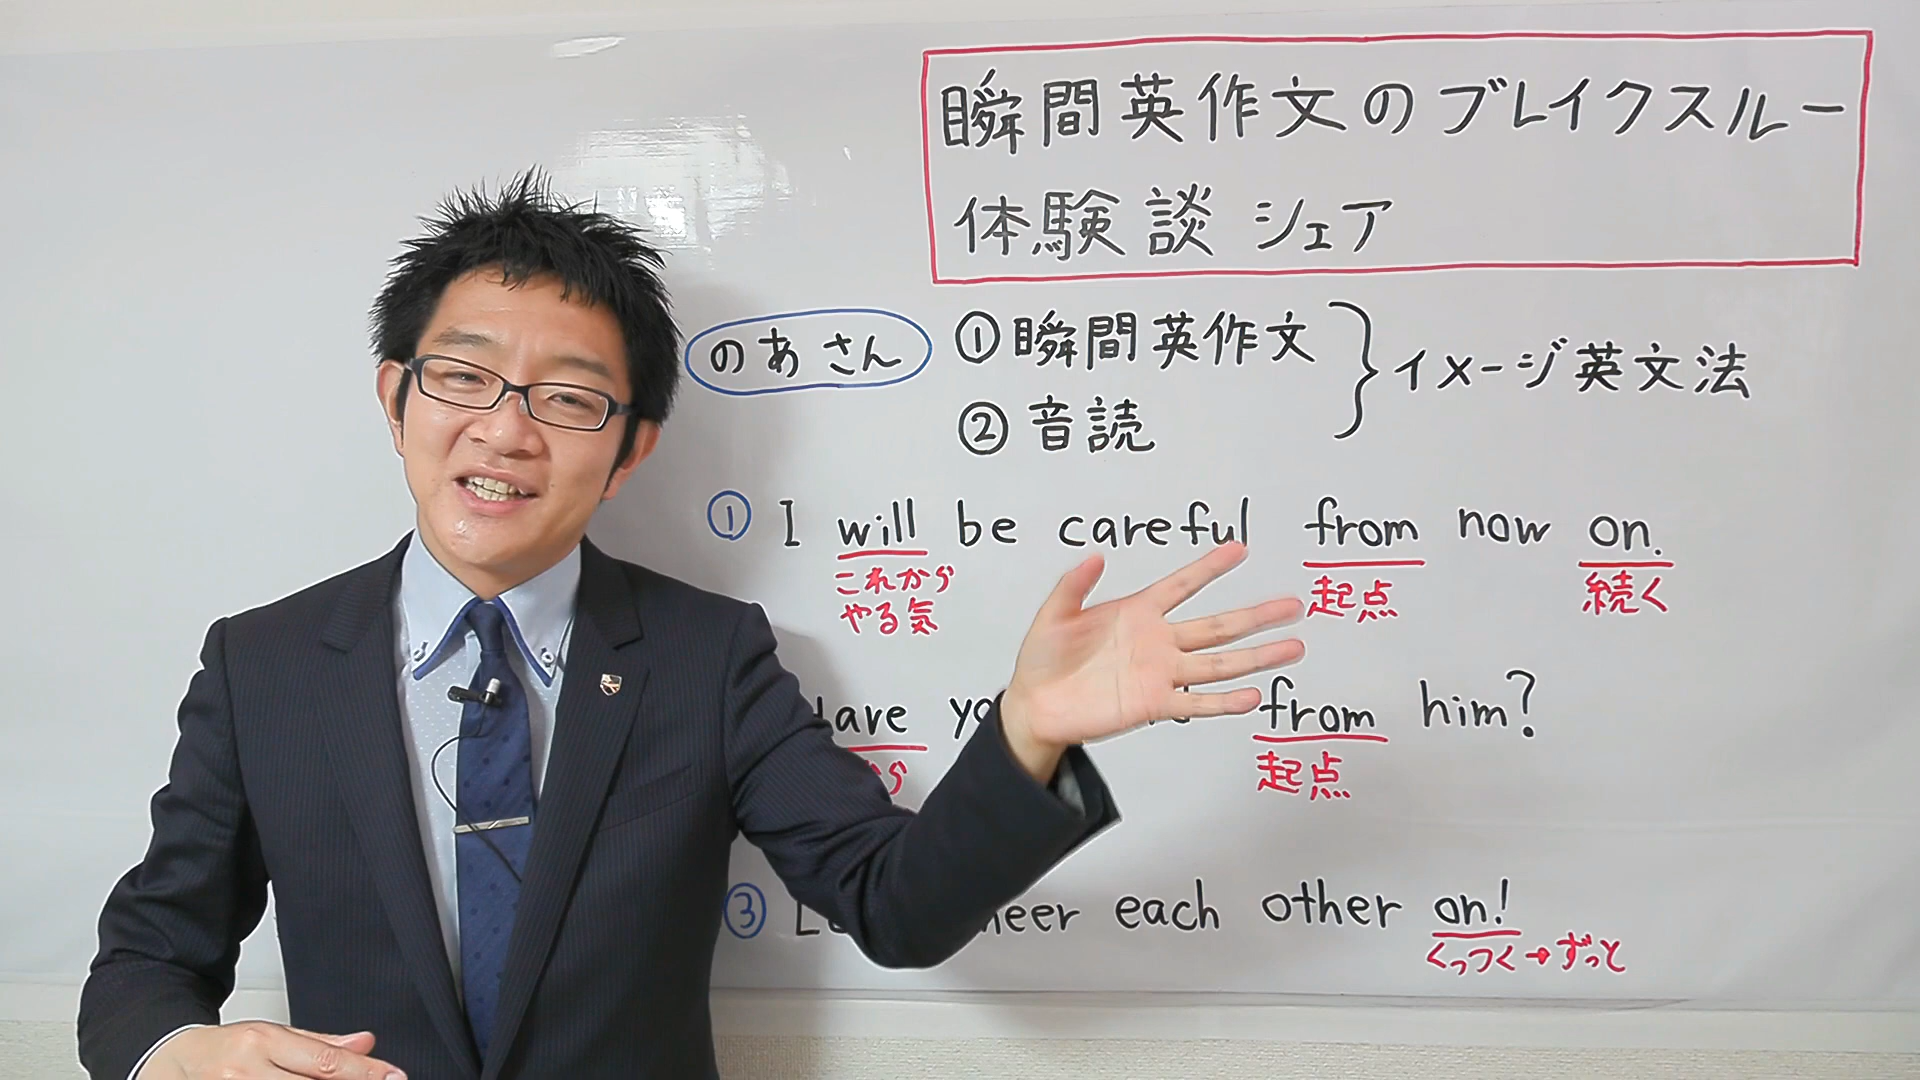 瞬間英作文のブレイクスルー
体験談 シェア
のあさん ①瞬間英作文
②音読
イメージ英文法
① I will be careful from now on.
これから
やる気
起点 続く
from him?
起点
③ each other on!
くっつく→ずっと